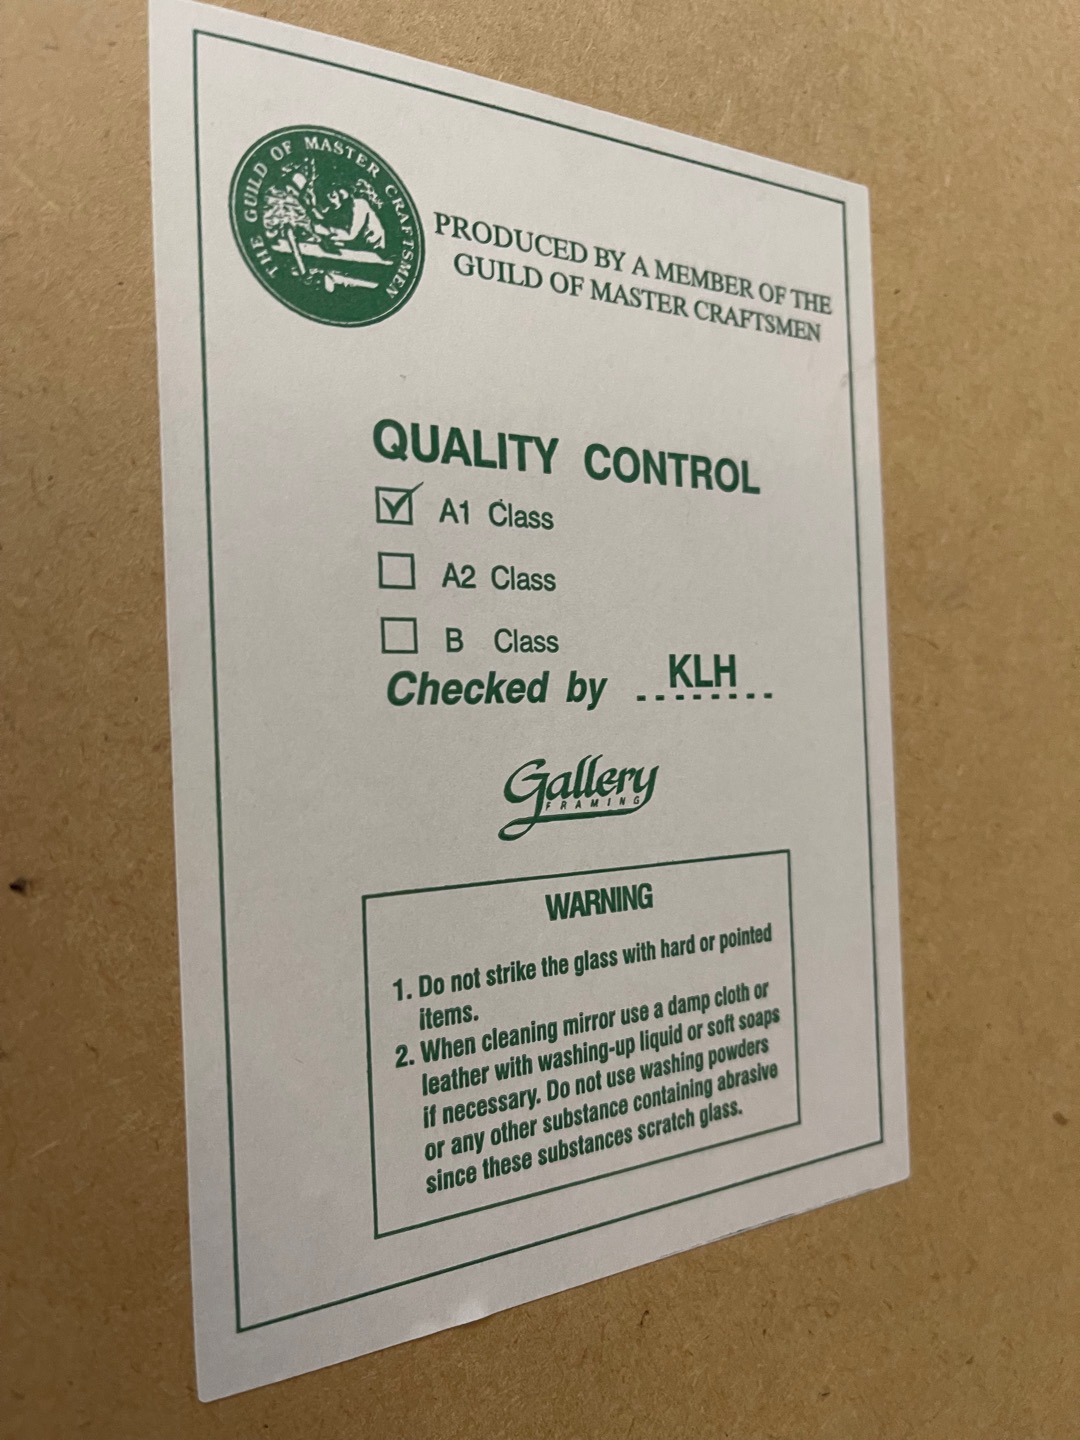 THE GUILD OF MASTER CRAFTSMEN
PRODUCED BY A MEMBER OF THE
GUILD OF MASTER CRAFTSMEN
QUALITY CONTROL
A1 Class
A2 Class
B Class
Checked by KLH
Gallery
FRAMING
WARNING
1. Do not strike the glass with hard or pointed
items.
2. When cleaning mirror use a damp cloth or
leather with washing-up liquid or soft soaps
if necessary. Do not use washing powders
or any other substance containing abrasive
since these substances scratch glass.